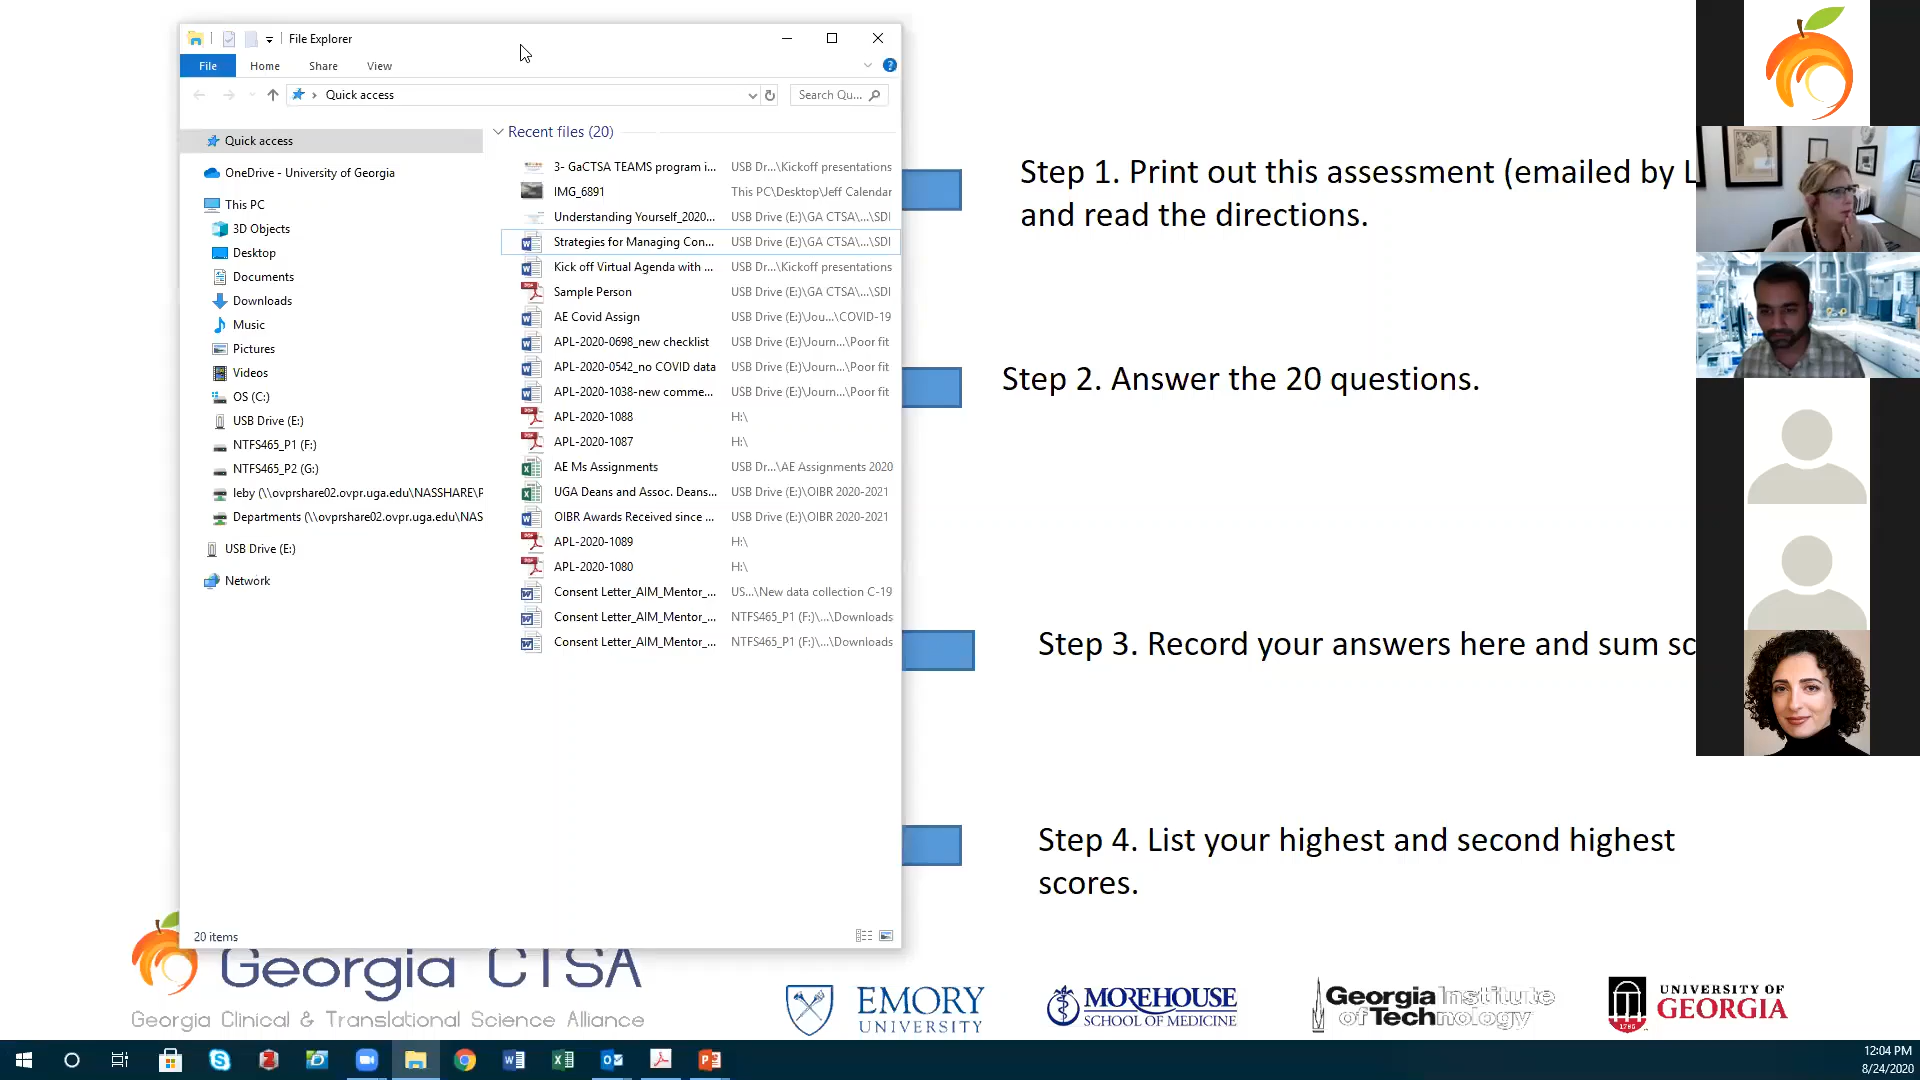 File Explorer
File Home Share View
Quick access Search Qu...
Quick access
OneDrive - University of Georgia
This PC
3D Objects
Desktop
Documents
Downloads
Music
Pictures
Videos
OS (C:)
USB Drive (E:)
NTFS465_P1 (F:)
NTFS465_P2 (G:)
leby (\\ovprshare02.ovpr.uga.edu\NASSHARE\P
Departments (\\ovprshare02.ovpr.uga.edu\NAS
USB Drive (E:)
Network
Recent files (20)
3- GaCTSA TEAMS program i... USB Dr...\Kickoff presentations
IMG_6891 This PC\Desktop\Jeff Calendar
Understanding Yourself_2020... USB Drive (E:)\GA CTSA\...\SDI
Strategies for Managing Con... USB Drive (E:)\GA CTSA\...\SDI
Kick off Virtual Agenda with ... USB Dr...\Kickoff presentations
Sample Person USB Drive (E:)\GA CTSA\...\SDI
AE Covid Assign USB Drive (E:)\Jou...\COVID-19
APL-2020-0698_new checklist USB Drive (E:)\Journ...\Poor fit
APL-2020-0542_no COVID data USB Drive (E:)\Journ...\Poor fit
APL-2020-1038-new comme... USB Drive (E:)\Journ...\Poor fit
APL-2020-1088 H:\
APL-2020-1087 H:\
AE Ms Assignments USB Dr...\AE Assignments 2020
UGA Deans and Assoc. Deans... USB Drive (E:)\OIBR 2020-2021
OIBR Awards Received since ... USB Drive (E:)\OIBR 2020-2021
APL-2020-1089 H:\
APL-2020-1080 H:\
Consent Letter_AIM_Mentor_... US...\New data collection C-19
Consent Letter_AIM_Mentor_... NTFS465_P1 (F:)\...\Downloads
Consent Letter_AIM_Mentor_... NTFS465_P1 (F:)\...\Downloads
20 items
Step 1. Print out this assessment (emailed by L
and read the directions.
Step 2. Answer the 20 questions.
Step 3. Record your answers here and sum sc
Step 4. List your highest and second highest
scores.
Georgia CTSA
Georgia Clinical & Translational Science Alliance
EMORY
UNIVERSITY
MOREHOUSE
SCHOOL OF MEDICINE
Georgia Institute
of Technology
1785
UNIVERSITY OF
GEORGIA
12:04 PM
8/24/2020